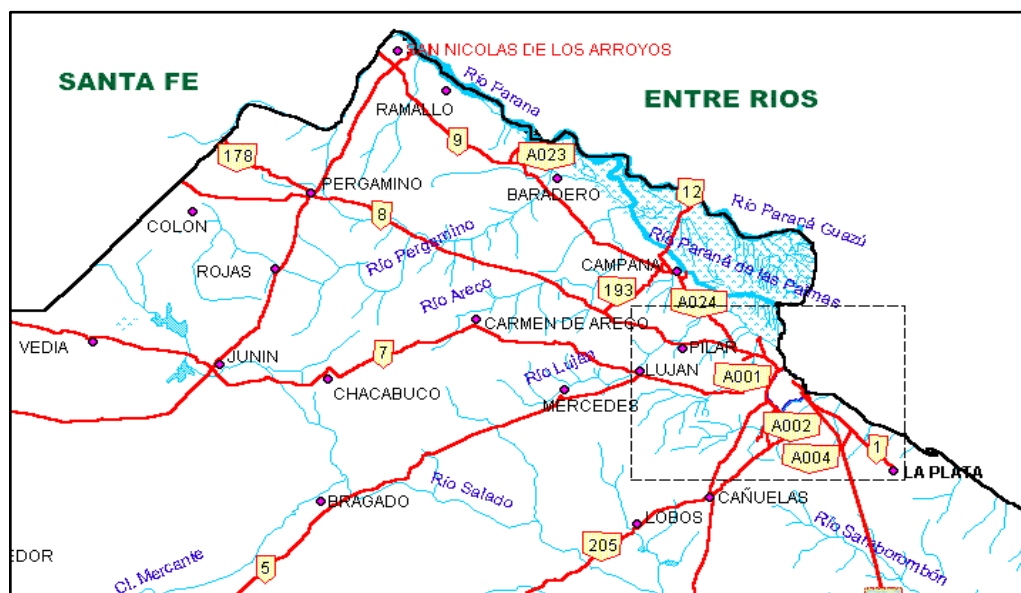 SAN NICOLAS DE LOS ARROYOS
SANTA FE
Río Parana
RAMALLO
ENTRE RIOS
9
178
A023
PERGAMINO
BARADERO
12
COLON
8
Río Paraná Guazú
Río Pergamino
Río Paraná de las Palmas
ROJAS
CAMPANA
193
A024
Río Areco
CARMEN DE ARECO
VEDIA
PILAR
JUNIN
7
Río Luján
LUJAN
A001
CHACABUCO
MERCEDES
A002
1
A004
LA PLATA
Río Salado
BRAGADO
CAÑUELAS
LOBOS
Río Samborombón
205
EDOR
Cl. Mercante
5